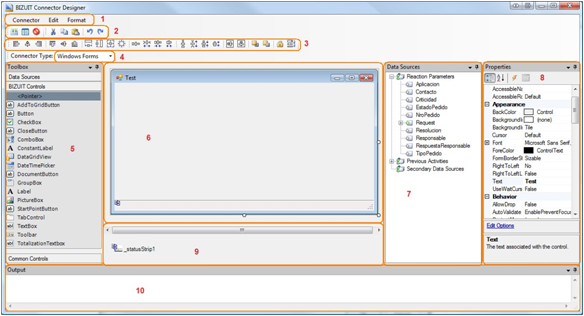 BIZUIT Connector Designer
Connector Edit Format 1
2
3
Connector Type: Windows Forms 4
Toolbox
Data Sources
BIZUIT Controls
<Pointer>
AddToGridButton
Button
CheckBox
CloseButton
ComboBox
ConstantLabel
DataGridView
DateTimePicker
DocumentButton
GroupBox
Label
PictureBox
StartPointButton
TabControl
TextBox
Toolbar
TotalizationTextbox
Common Controls
5
Test
6
_statusStrip1
9
Data Sources
Reaction Parameters
Aplicacion
Contacto
Criticidad
EstadoPedido
NroPedido
Request
Resolucion
Responsable
RespuestaResponsable
TipoPedido
Previous Activities
Secondary Data Sources
7
Properties
8
AccessibleNa
AccessibleRo Default
Appearance
BackColor Control
BackgroundI (none)
BackgroundI Tile
Cursor Default
Font Microsoft Sans Serif,
ForeColor ControlText
FormBorderSt Sizable
RightToLeft No
RightToLeftL False
Text Test
UseWaitCurs False
Behavior
AllowDrop False
AutoValidate EnablePreventFocus
Edit Options
Text
The text associated with the control.
Output
10